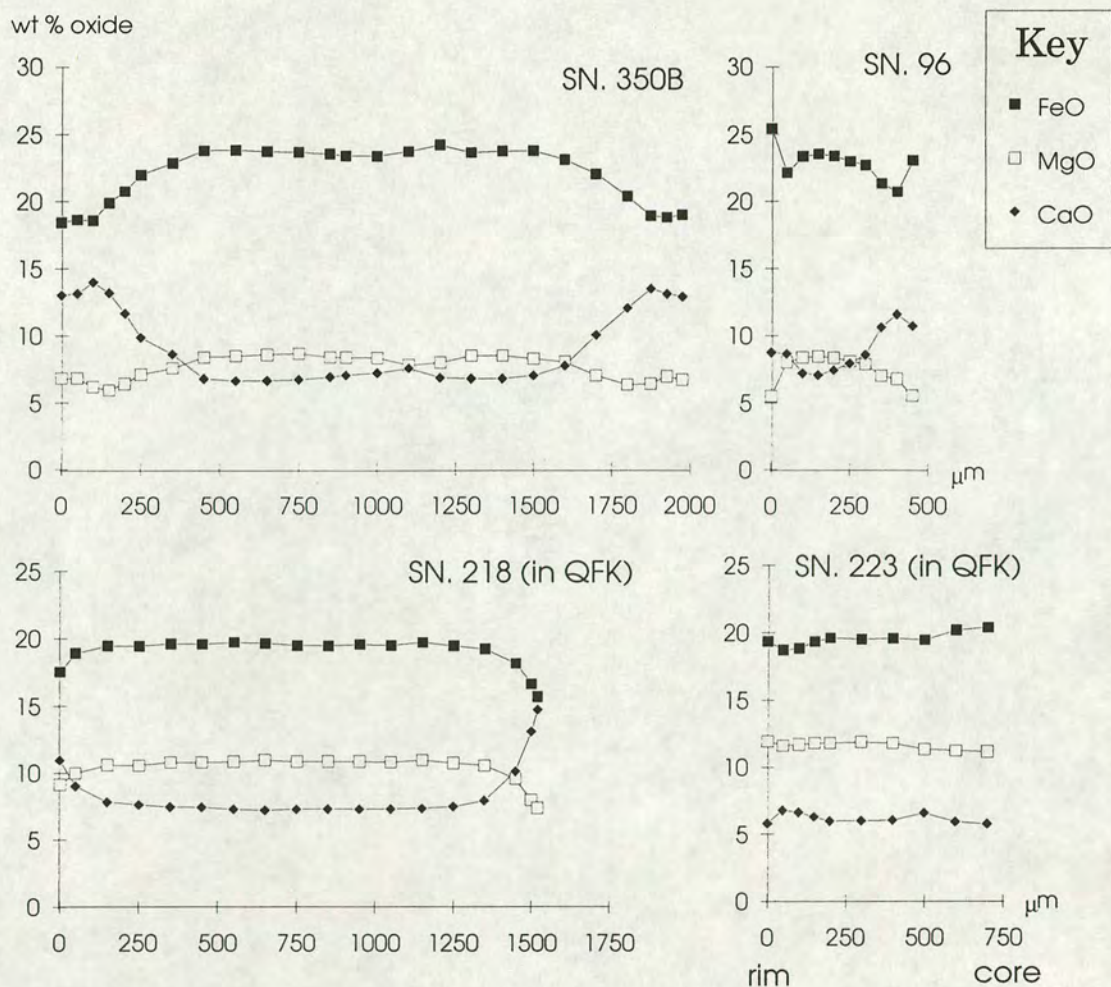 wt % oxide
SN. 350B
30
25
20
15
10
5
0
0 250 500 750 1000 1250 1500 1750 2000
SN. 96
30
25
20
15
10
5
0
0 250 500 μm
Key
FeO
MgO
CaO
SN. 218 (in QFK)
25
20
15
10
5
0
0 250 500 750 1000 1250 1500 1750
SN. 223 (in QFK)
25
20
15
10
5
0
μm
0 250 500 750
rim core